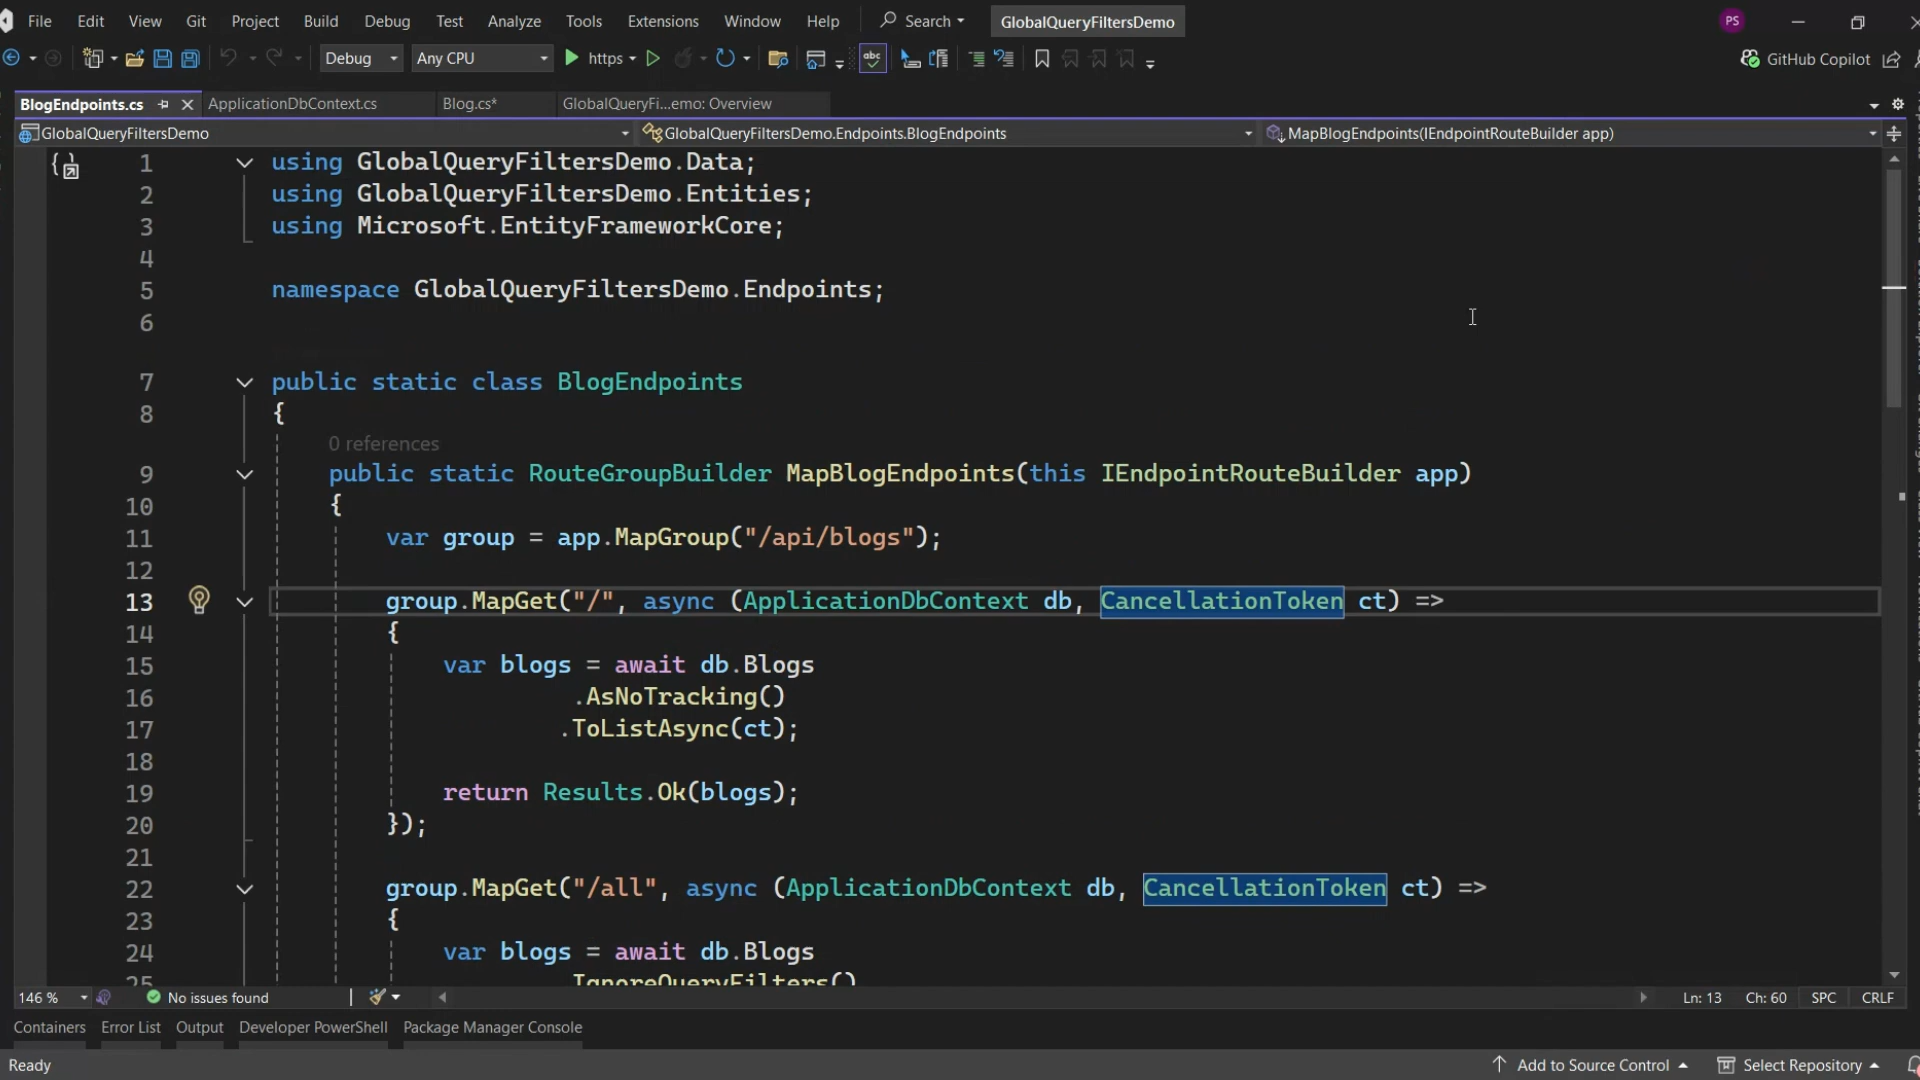 File Edit View Git Project Build Debug Test Analyze Tools Extensions Window Help Search GlobalQueryFiltersDemo PS
Debug Any CPU https abc GitHub Copilot
BlogEndpoints.cs ApplicationDbContext.cs Blog.cs* GlobalQueryFi...emo: Overview
GlobalQueryFiltersDemo GlobalQueryFiltersDemo.Endpoints.BlogEndpoints MapBlogEndpoints(IEndpointRouteBuilder app)
1 using GlobalQueryFiltersDemo.Data;
2 using GlobalQueryFiltersDemo.Entities;
3 using Microsoft.EntityFrameworkCore;
4
5 namespace GlobalQueryFiltersDemo.Endpoints;
6
7 public static class BlogEndpoints
8 {
0 references
9 public static RouteGroupBuilder MapBlogEndpoints(this IEndpointRouteBuilder app)
10 {
11 var group = app.MapGroup("/api/blogs");
12
13 group.MapGet("/", async (ApplicationDbContext db, CancellationToken ct) =>
14 {
15 var blogs = await db.Blogs
16 .AsNoTracking()
17 .ToListAsync(ct);
18
19 return Results.Ok(blogs);
20 });
21
22 group.MapGet("/all", async (ApplicationDbContext db, CancellationToken ct) =>
23 {
24 var blogs = await db.Blogs
25 .IgnoreQueryFilters()
146 % No issues found Ln: 13 Ch: 60 SPC CRLF
Containers Error List Output Developer PowerShell Package Manager Console
Ready Add to Source Control Select Repository